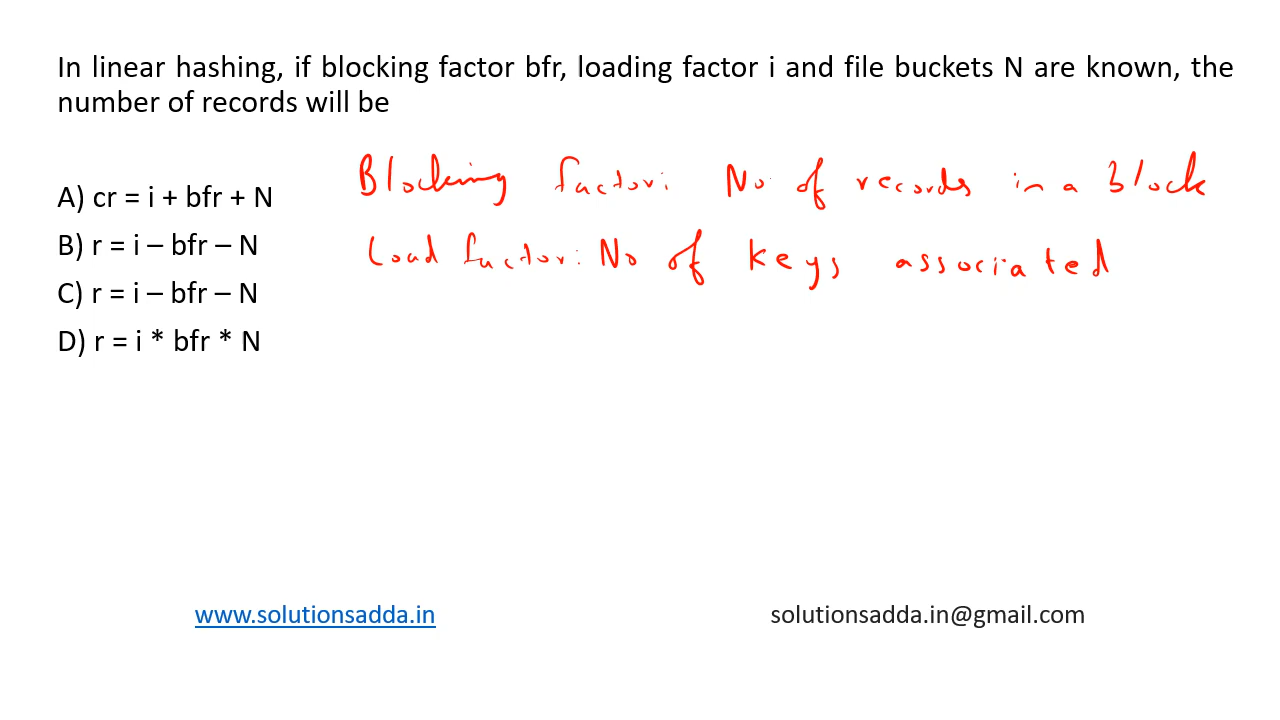 In linear hashing, if blocking factor bfr, loading factor i and file buckets N are known, the
number of records will be
Blocking factor: No of records in a Block
A) cr = i + bfr + N
B) r = i – bfr – N
Load factor: No of keys associated
C) r = i – bfr – N
D) r = i * bfr * N
www.solutionsadda.in
solutionsadda.in@gmail.com